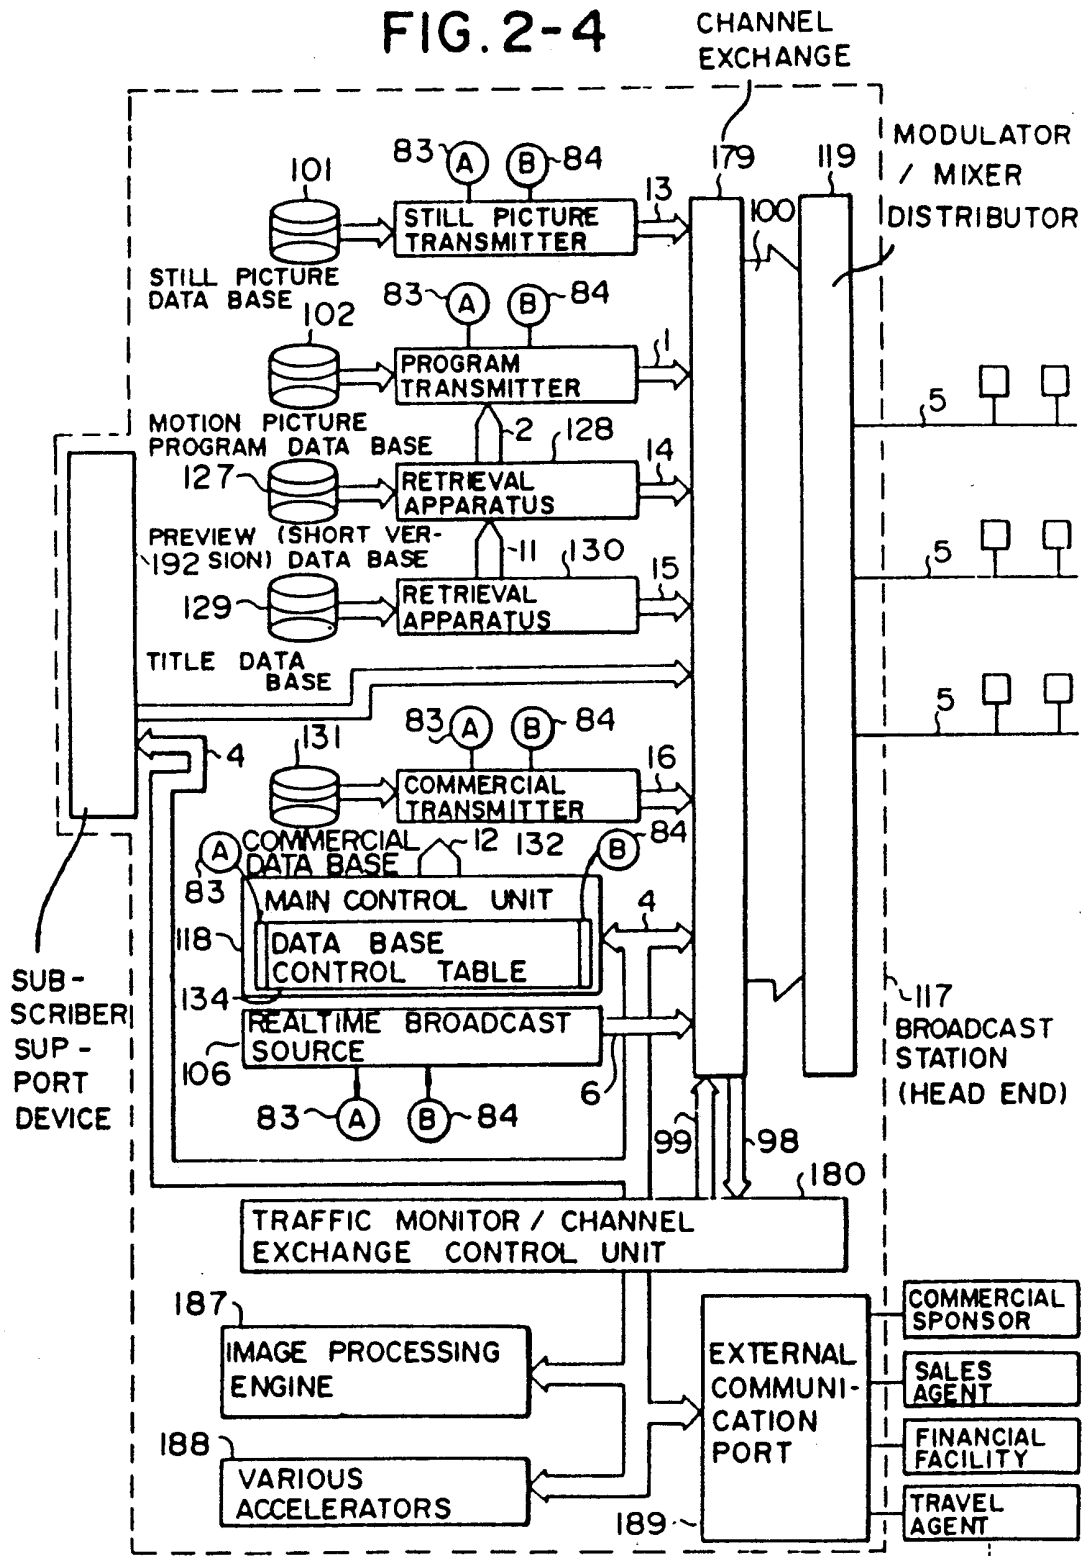 FIG. 2-4
CHANNEL
EXCHANGE
MODULATOR
/ MIXER
DISTRIBUTOR
179
119
100
83
A
B
84
101
STILL PICTURE
TRANSMITTER
13
STILL PICTURE
DATA BASE
83
A
B
84
102
PROGRAM
TRANSMITTER
1
MOTION PICTURE
PROGRAM DATA BASE
2
128
127
RETRIEVAL
APPARATUS
14
PREVIEW (SHORT VER-
SION) DATA BASE
192
11
130
129
RETRIEVAL
APPARATUS
15
TITLE DATA
BASE
5
5
5
4
83
A
B
84
131
COMMERCIAL
TRANSMITTER
16
COMMERCIAL
DATA BASE
12
132
A
83
B
84
MAIN CONTROL UNIT
118
DATA BASE
CONTROL TABLE
134
4
REALTIME BROADCAST
SOURCE
106
6
83
A
B
84
SUB-
SCRIBER
SUP-
PORT
DEVICE
117
BROADCAST
STATION
(HEAD END)
99
98
180
TRAFFIC MONITOR / CHANNEL
EXCHANGE CONTROL UNIT
187
IMAGE PROCESSING
ENGINE
188
VARIOUS
ACCELERATORS
EXTERNAL
COMMUNI-
CATION
PORT
189
COMMERCIAL
SPONSOR
SALES
AGENT
FINANCIAL
FACILITY
TRAVEL
AGENT